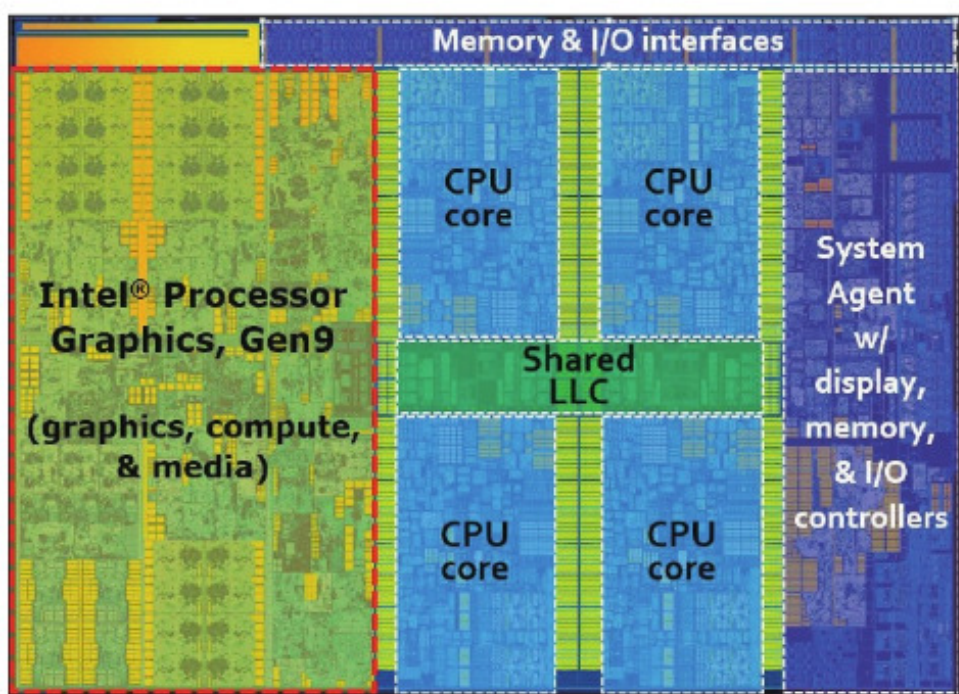 Memory & I/O interfaces
CPU
core
CPU
core
Intel® Processor
Graphics, Gen9
(graphics, compute,
& media)
Shared
LLC
System
Agent
w/
display,
memory,
& I/O
controllers
CPU
core
CPU
core